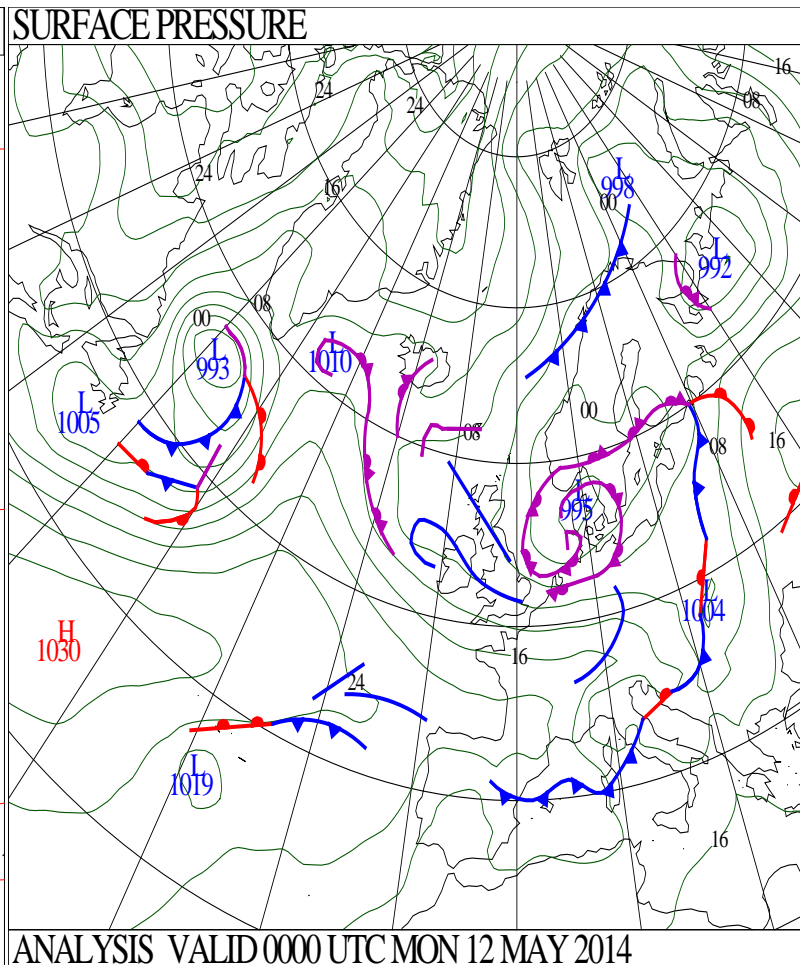 SURFACE PRESSURE
16
24
08
24
L
998
24
16
00
L
992
08
00
L
993
L
1010
L
1005
00
08
16
08
L
995
L
1004
H
1030
16
24
L
1019
16
ANALYSIS VALID 0000 UTC MON 12 MAY 2014